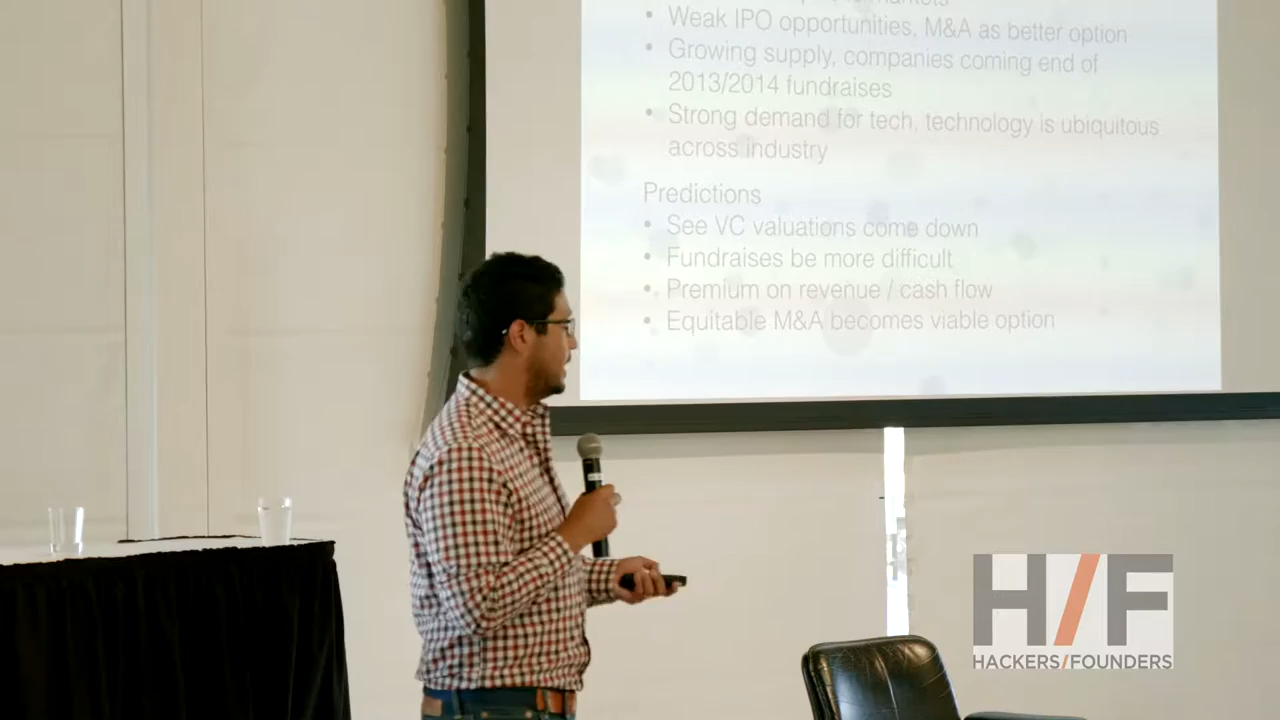 • Weak IPO opportunities, M&A as better option
• Growing supply, companies coming end of
2013/2014 fundraises
• Strong demand for tech, technology is ubiquitous
across industry
Predictions
• See VC valuations come down
• Fundraises be more difficult
• Premium on revenue / cash flow
• Equitable M&A becomes viable option
H/F
HACKERS/FOUNDERS